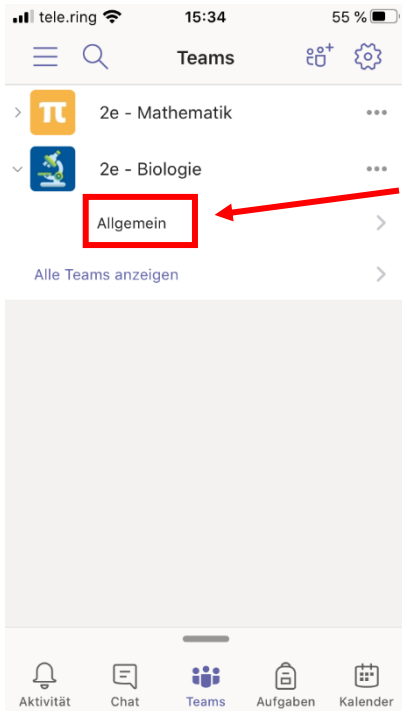 tele.ring 15:34 55 %
Teams
2e - Mathematik
2e - Biologie
Allgemein
Alle Teams anzeigen
Aktivität Chat Teams Aufgaben Kalender